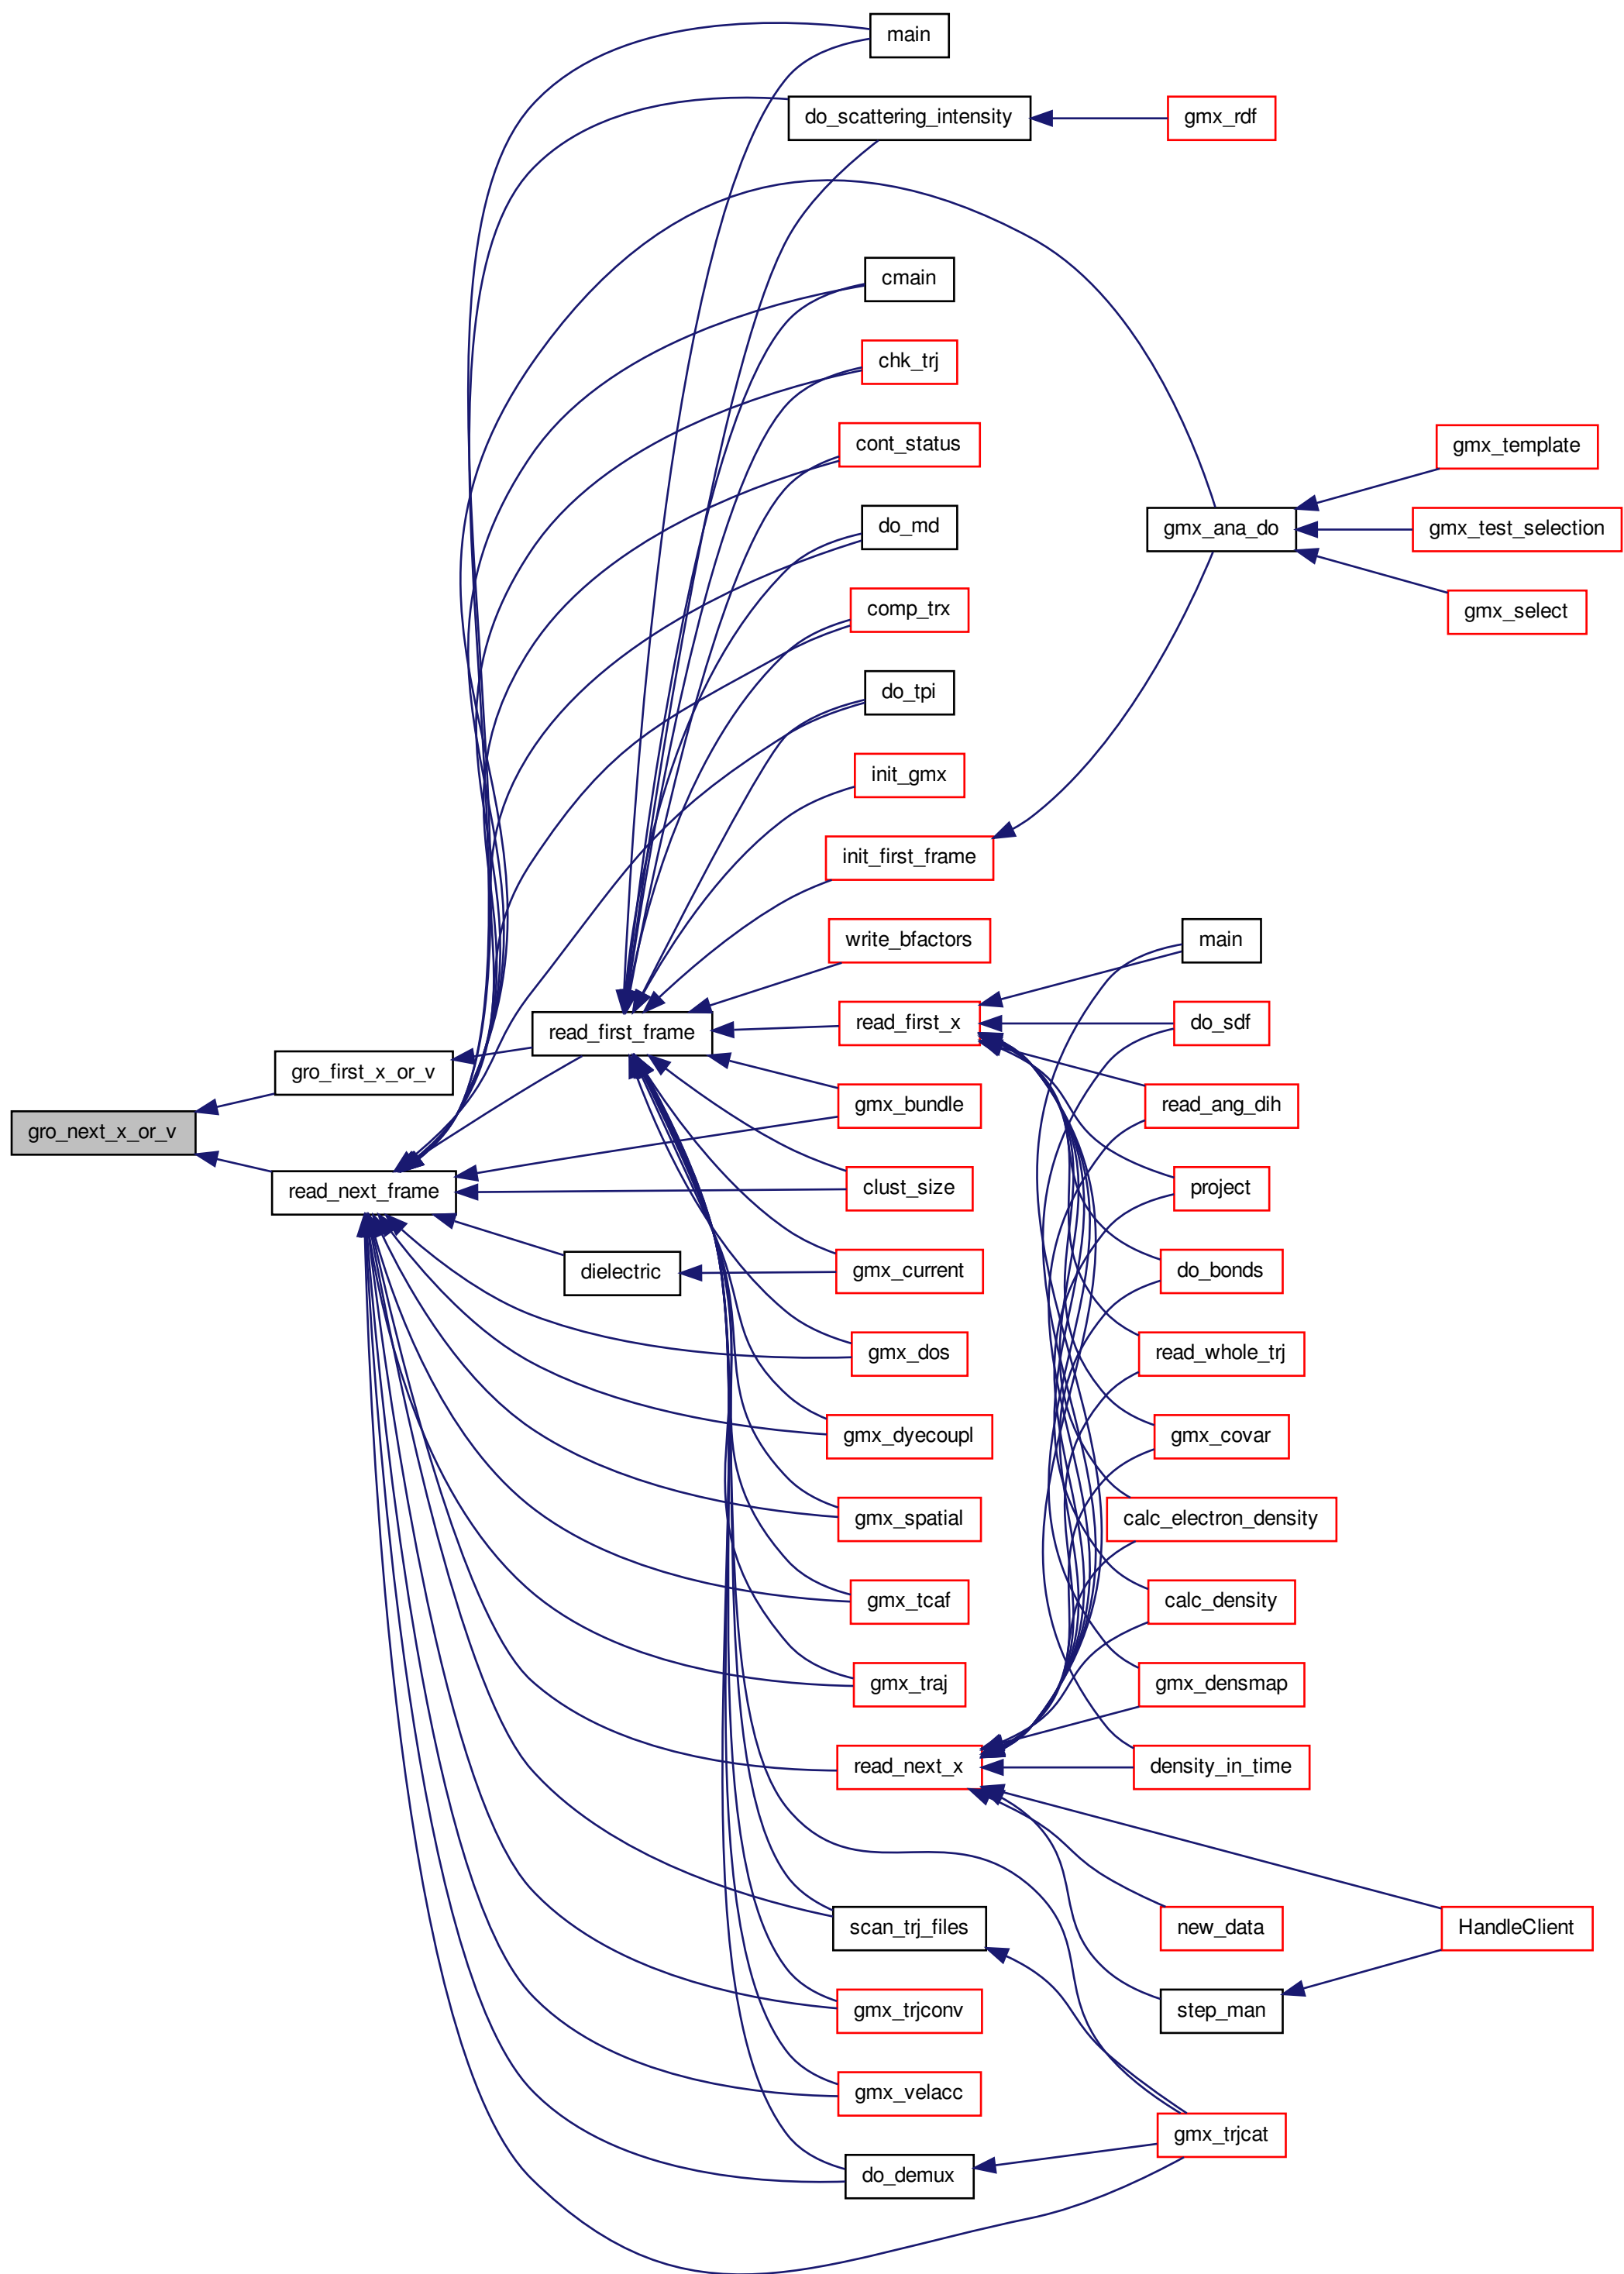 main
do_scattering_intensity
gmx_rdf
cmain
chk_trj
cont_status
gmx_template
do_md
gmx_ana_do
gmx_test_selection
comp_trx
gmx_select
do_tpi
init_gmx
init_first_frame
write_bfactors
main
read_first_frame
read_first_x
do_sdf
gro_first_x_or_v
gmx_bundle
read_ang_dih
gro_next_x_or_v
read_next_frame
clust_size
project
dielectric
gmx_current
do_bonds
gmx_dos
read_whole_trj
gmx_dyecoupl
gmx_covar
gmx_spatial
calc_electron_density
gmx_tcaf
calc_density
gmx_traj
gmx_densmap
read_next_x
density_in_time
scan_trj_files
new_data
HandleClient
gmx_trjconv
step_man
gmx_velacc
gmx_trjcat
do_demux